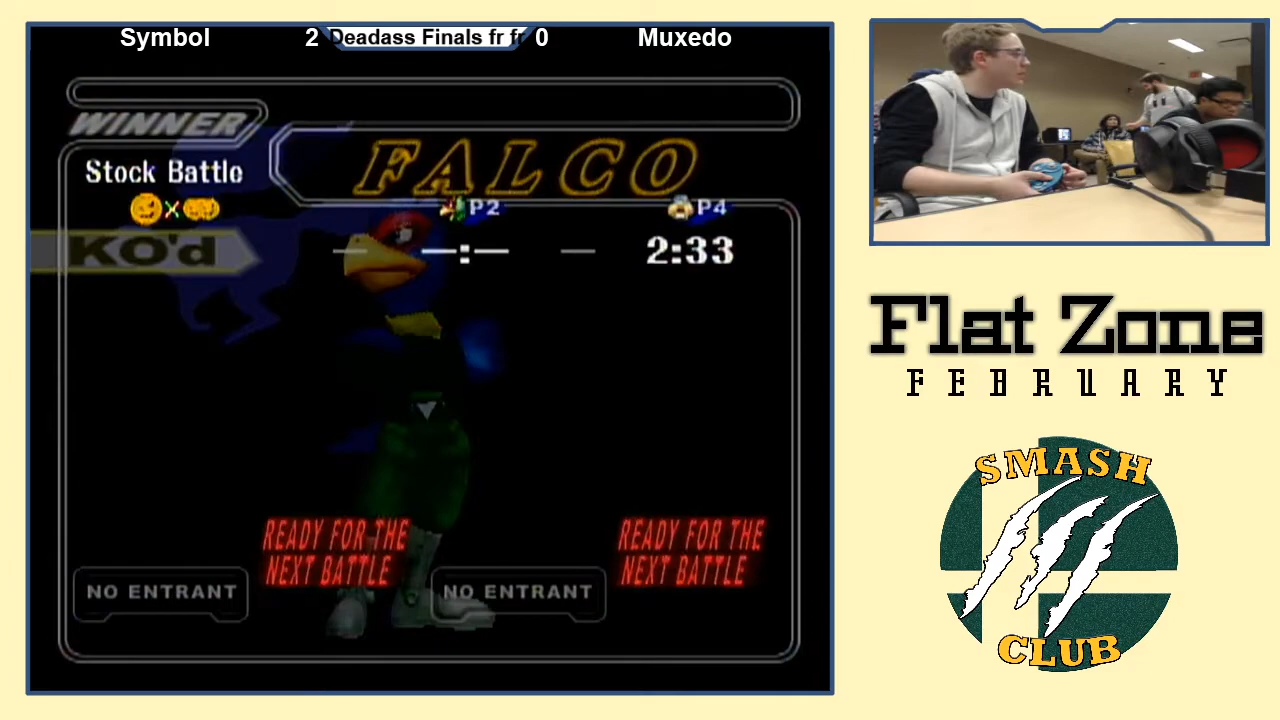 Symbol 2 Deadass Finals fr fr 0 Muxedo
WINNER
FALCO
Stock Battle
P2 P4
KO'd — —:— — 2:33
READY FOR THE
NEXT BATTLE
READY FOR THE
NEXT BATTLE
NO ENTRANT
NO ENTRANT
Flat Zone
FEBRUARY
SMASH
CLUB